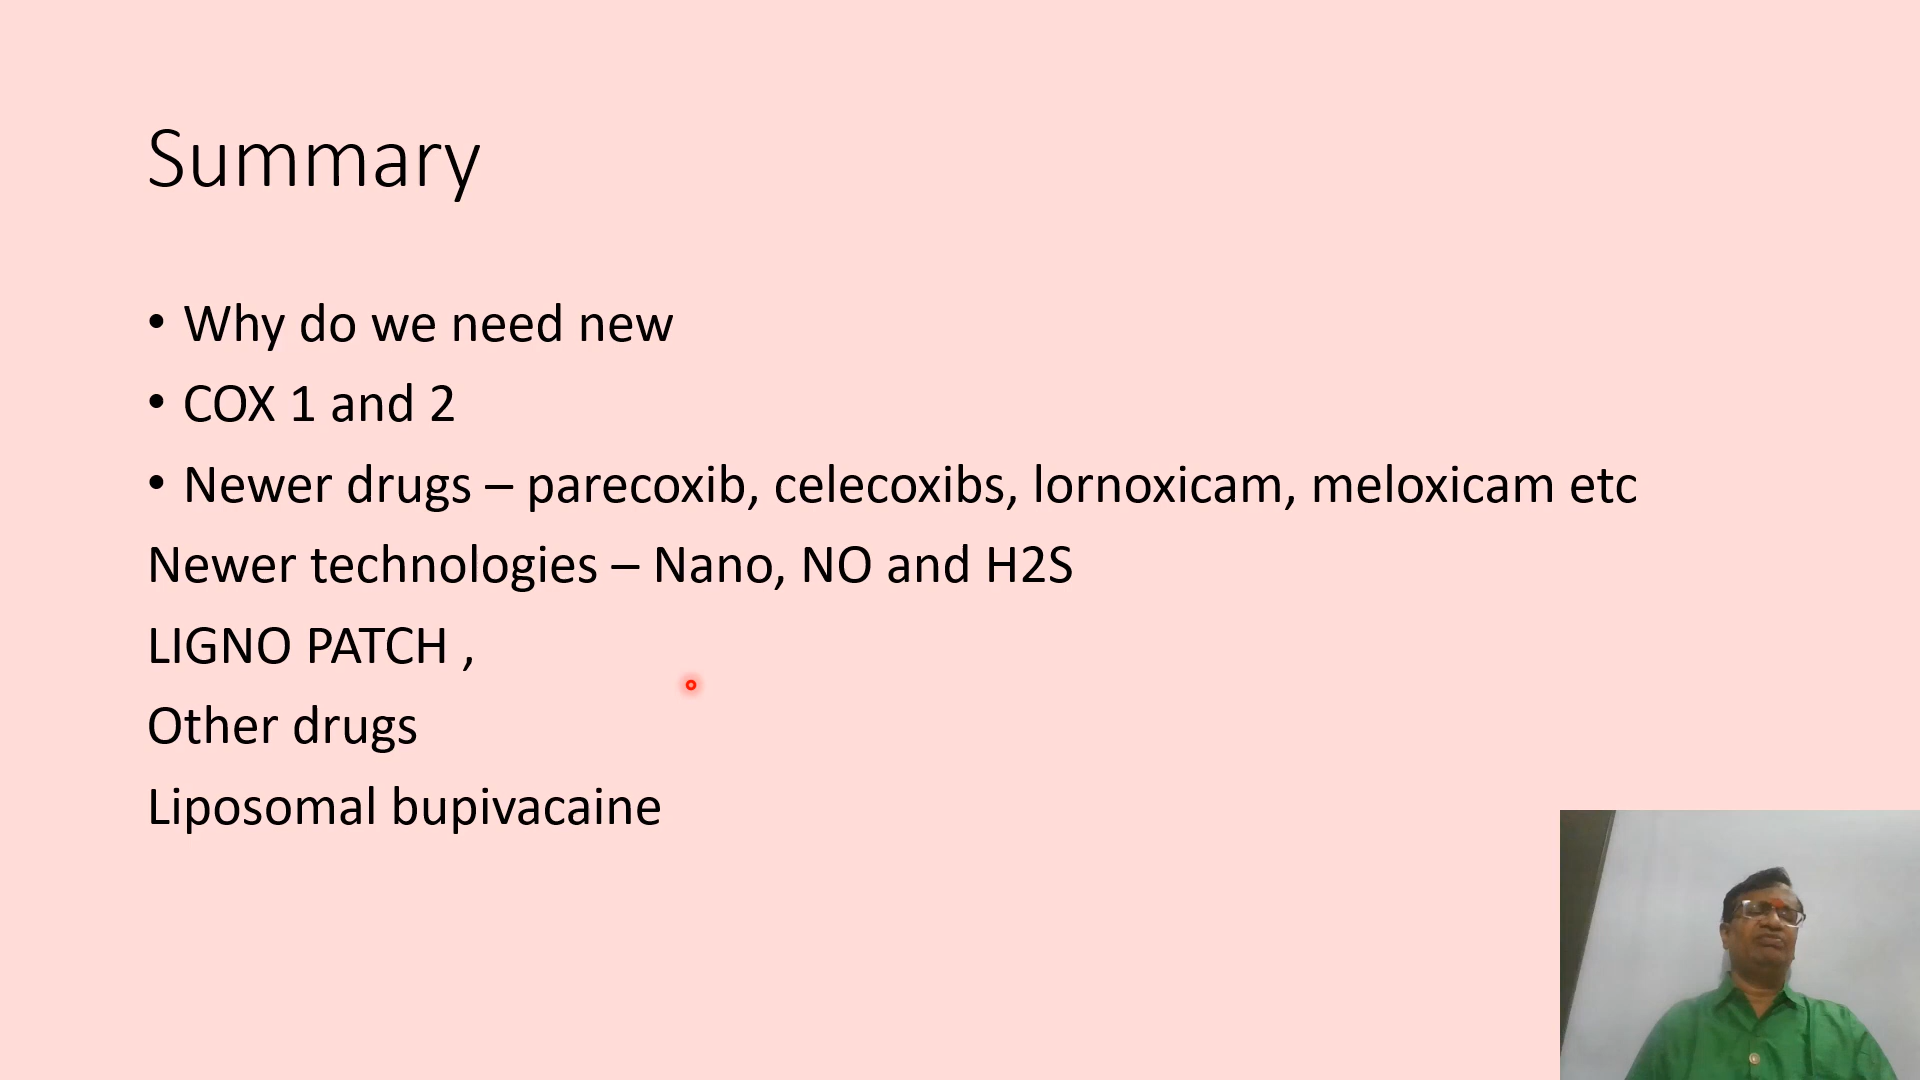 Summary
• Why do we need new
• COX 1 and 2
• Newer drugs – parecoxib, celecoxibs, lornoxicam, meloxicam etc
Newer technologies – Nano, NO and H2S
LIGNO PATCH ,
Other drugs
Liposomal bupivacaine